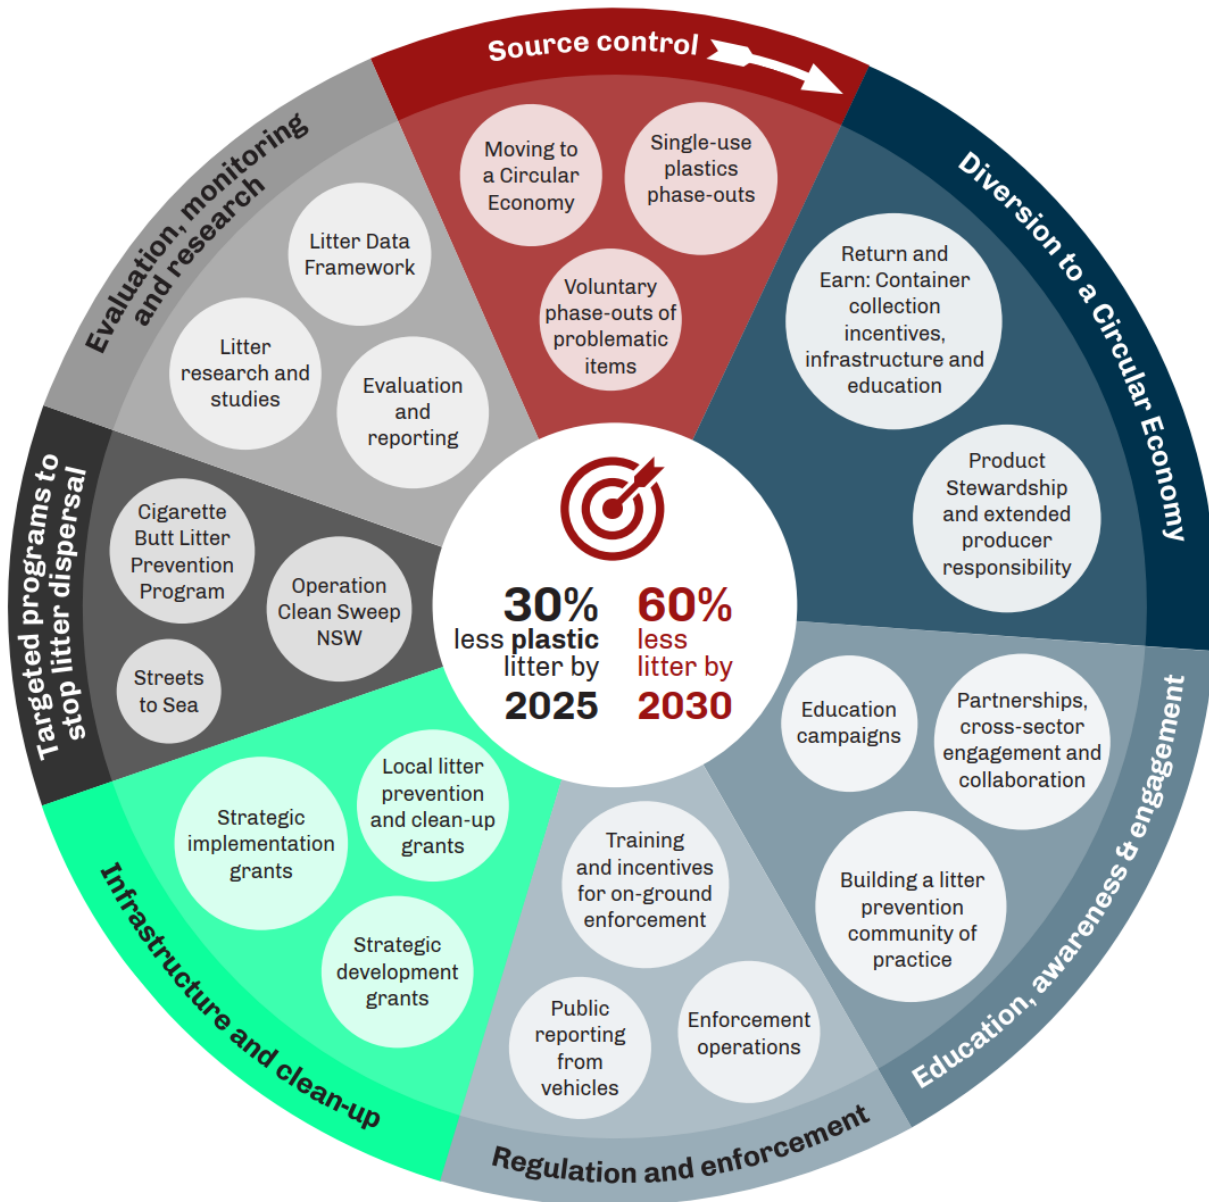 Source control
Moving to
a Circular
Economy
Single-use
plastics
phase-outs
Voluntary
phase-outs of
problematic
items
Diversion to a Circular Economy
Return and
Earn: Container
collection
incentives,
infrastructure and
education
Product
Stewardship
and extended
producer
responsibility
Education, awareness & engagement
Education
campaigns
Partnerships,
cross-sector
engagement and
collaboration
Building a litter
prevention
community of
practice
Regulation and enforcement
Training
and incentives
for on-ground
enforcement
Public
reporting
from
vehicles
Enforcement
operations
Infrastructure and clean-up
Local litter
prevention
and clean-up
grants
Strategic
implementation
grants
Strategic
development
grants
Targeted programs to
stop litter dispersal
Cigarette
Butt Litter
Prevention
Program
Operation
Clean Sweep
NSW
Streets
to Sea
Evaluation, monitoring
and research
Litter Data
Framework
Litter
research and
studies
Evaluation
and
reporting
30%
less plastic
litter by
2025
60%
less
litter by
2030